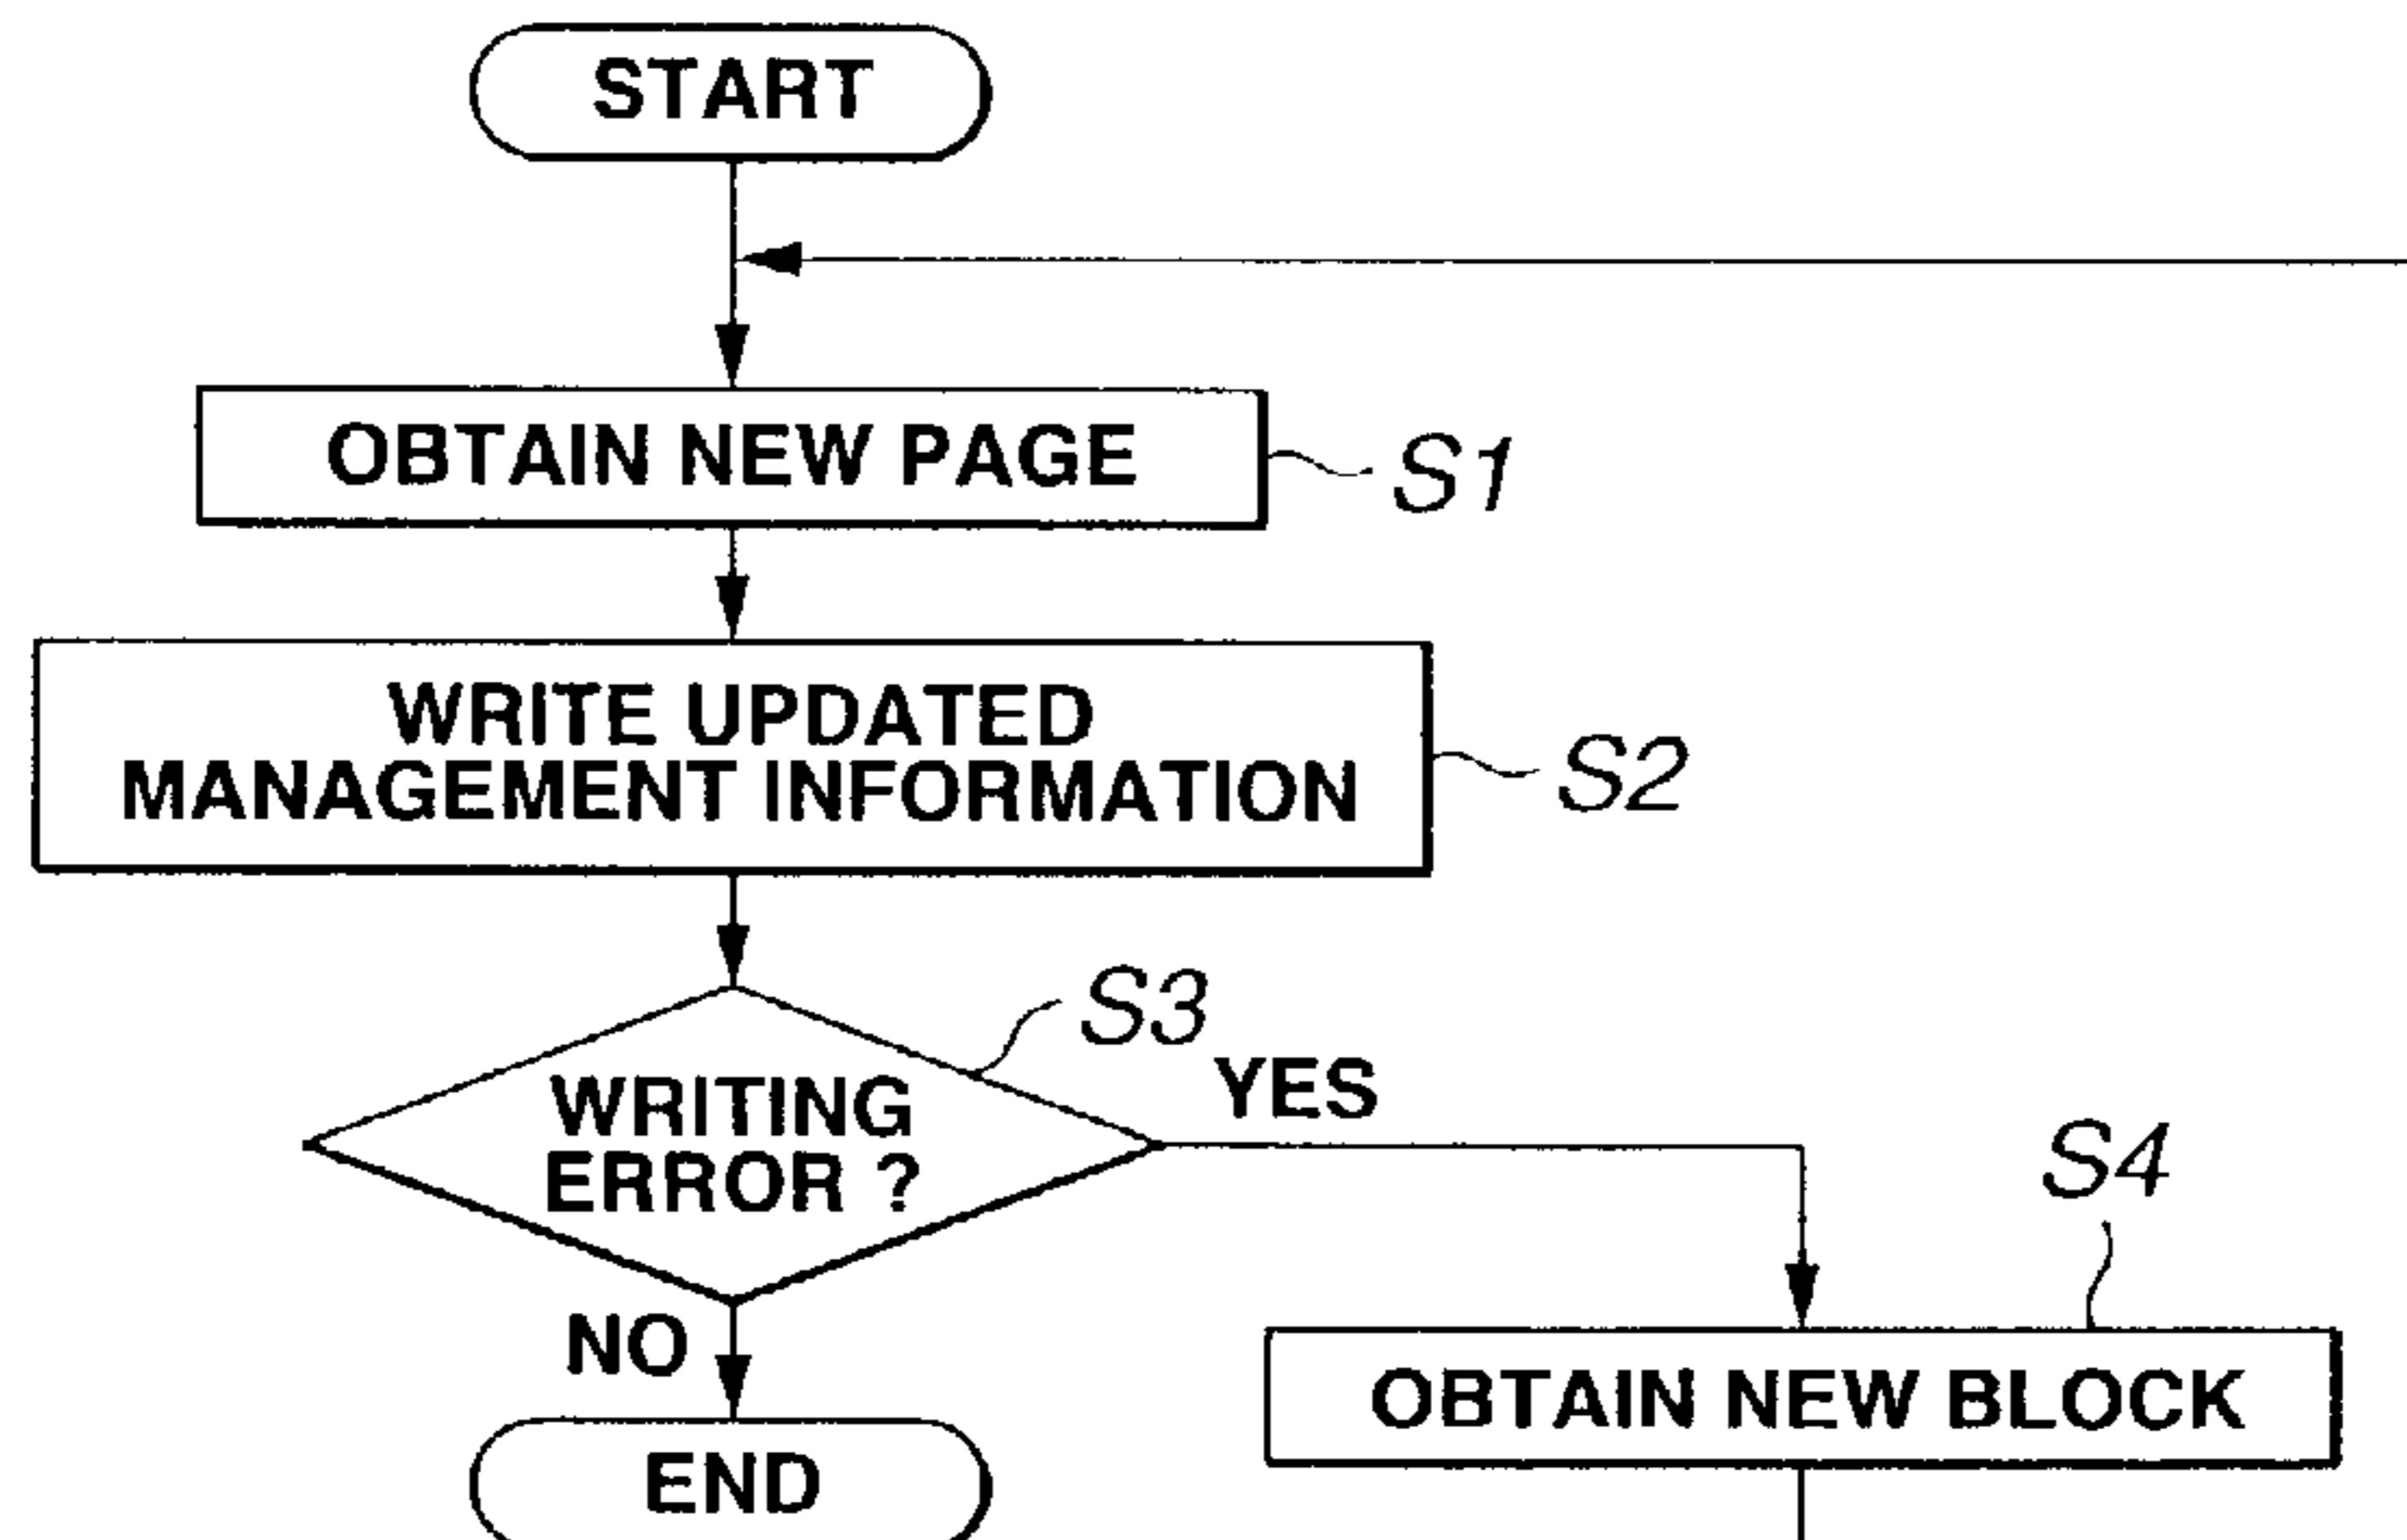 START
OBTAIN NEW PAGE
S1
WRITE UPDATED
MANAGEMENT INFORMATION
S2
S3
WRITING
ERROR ?
YES
S4
NO
OBTAIN NEW BLOCK
END